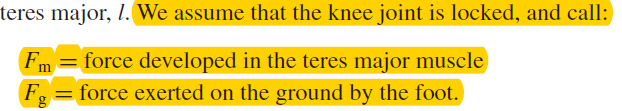 teres major, l. We assume that the knee joint is locked, and call:
Fm = force developed in the teres major muscle
Fg = force exerted on the ground by the foot.